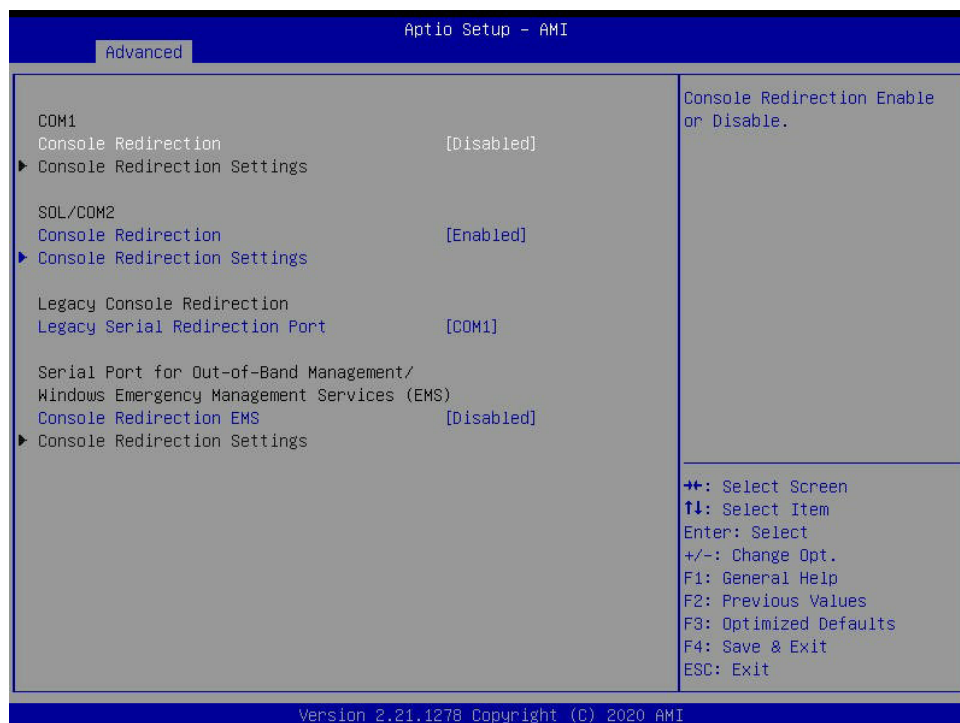 Aptio Setup – AMI
Advanced
COM1
Console Redirection [Disabled]
▶ Console Redirection Settings
SOL/COM2
Console Redirection [Enabled]
▶ Console Redirection Settings
Legacy Console Redirection
Legacy Serial Redirection Port [COM1]
Serial Port for Out-of-Band Management/
Windows Emergency Management Services (EMS)
Console Redirection EMS [Disabled]
▶ Console Redirection Settings
Console Redirection Enable
or Disable.
→←: Select Screen
↑↓: Select Item
Enter: Select
+/-: Change Opt.
F1: General Help
F2: Previous Values
F3: Optimized Defaults
F4: Save & Exit
ESC: Exit
Version 2.21.1278 Copyright (C) 2020 AMI